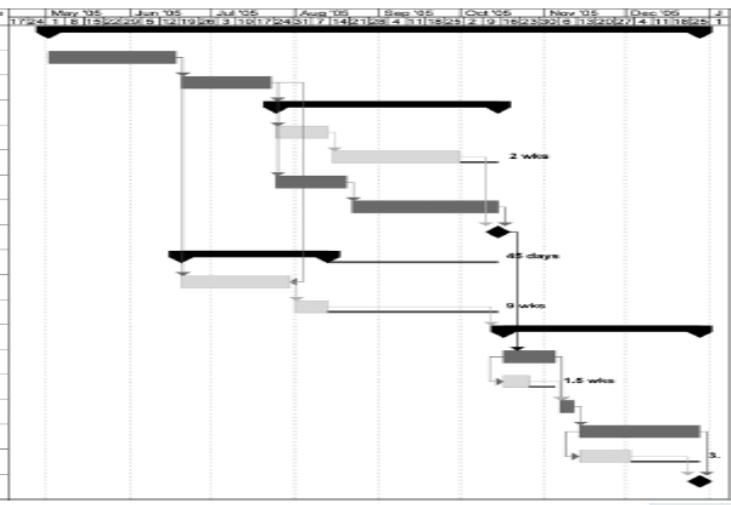 May '05 Jun '05 Jul '05 Aug '05 Sep '05 Oct '05 Nov '05 Dec '05 J
17 24 1 8 15 22 29 5 12 19 26 3 10 17 24 31 7 14 21 28 4 11 18 25 2 9 16 23 30 6 13 20 27 4 11 18 25 1
2 wks
45 days
9 wks
1.5 wks
3.